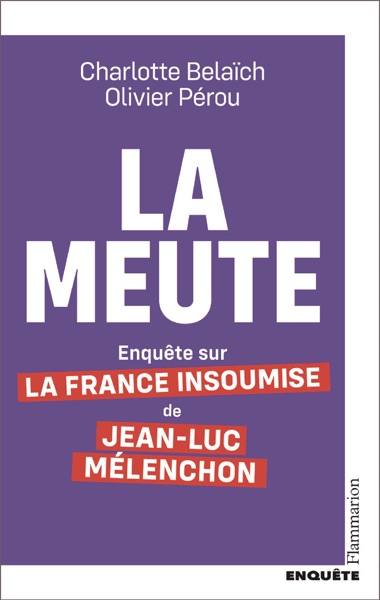 Charlotte Belaïch
Olivier Pérou
LA
MEUTE
Enquête sur
LA FRANCE INSOUMISE
de
JEAN-LUC
MÉLENCHON
Flammarion
ENQUÊTE